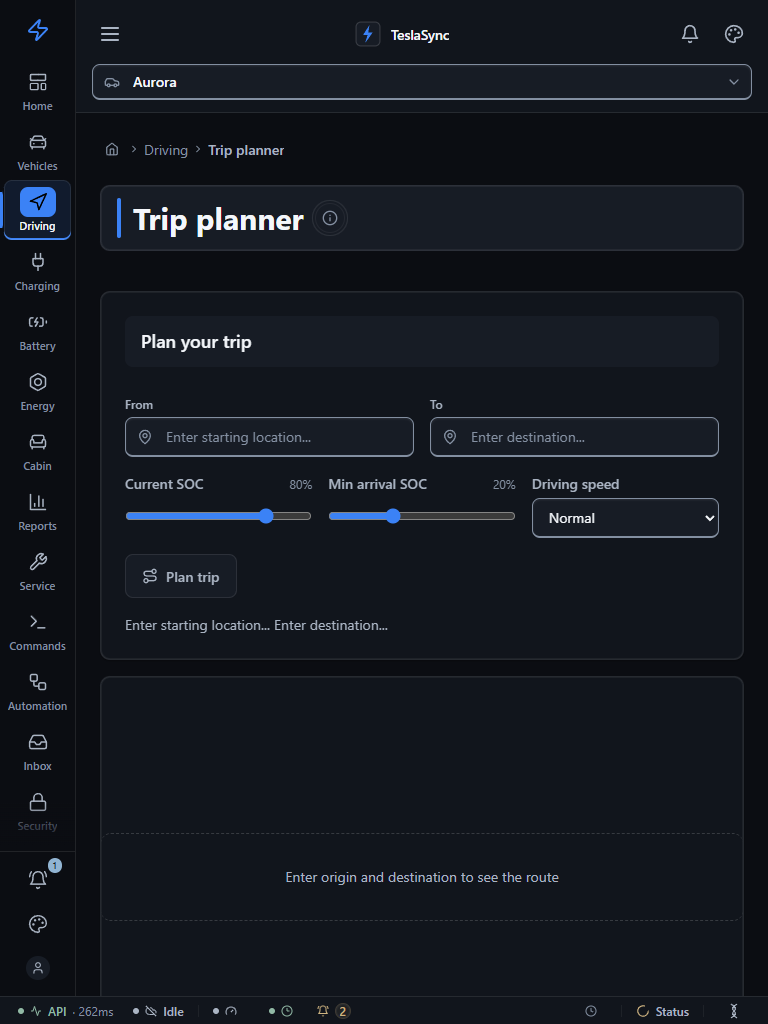 TeslaSync
Aurora
Home
Vehicles
Driving
Charging
Battery
Energy
Cabin
Reports
Service
Commands
Automation
Inbox
Security
1
Driving
Trip planner
Trip planner
Plan your trip
From
To
Enter starting location...
Enter destination...
Current SOC 80%
Min arrival SOC 20%
Driving speed
Normal
Plan trip
Enter starting location... Enter destination...
Enter origin and destination to see the route
API · 262ms
Idle
2
Status